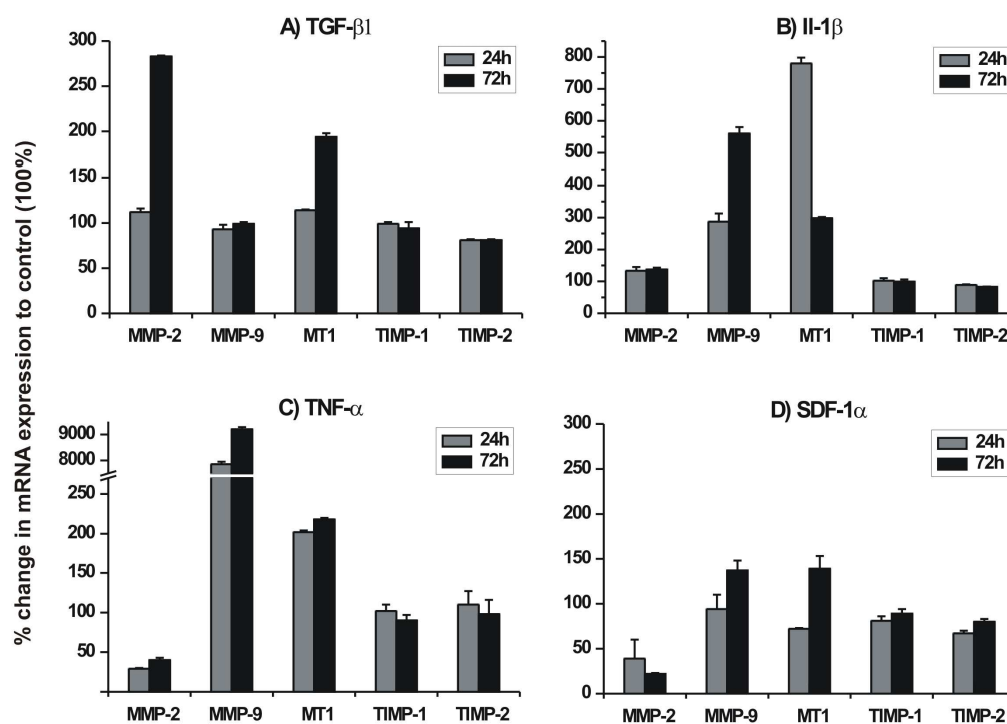 % change in mRNA expression to control (100%)
A) TGF-β1
300
250
200
150
100
50
0
24h
72h
MMP-2 MMP-9 MT1 TIMP-1 TIMP-2
B) Il-1β
800
700
600
500
400
300
200
100
0
24h
72h
MMP-2 MMP-9 MT1 TIMP-1 TIMP-2
C) TNF-α
9000
8000
250
200
150
100
50
24h
72h
MMP-2 MMP-9 MT1 TIMP-1 TIMP-2
D) SDF-1α
300
250
200
150
100
50
0
24h
72h
MMP-2 MMP-9 MT1 TIMP-1 TIMP-2